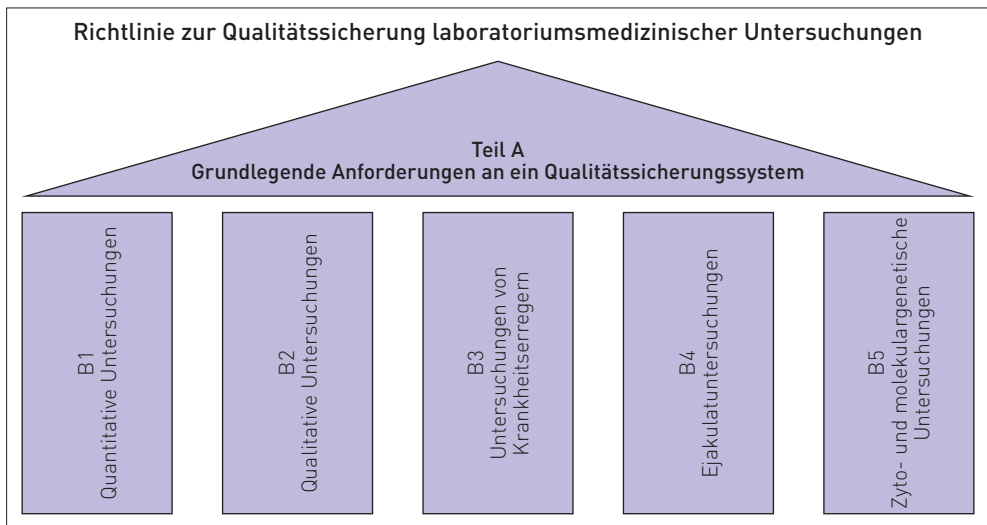 Richtlinie zur Qualitätssicherung laboratoriumsmedizinischer Untersuchungen
Teil A
Grundlegende Anforderungen an ein Qualitätssicherungssystem
B1
Quantitative Untersuchungen
B2
Qualitative Untersuchungen
B3
Untersuchungen von
Krankheitserregern
B4
Ejakulatuntersuchungen
B5
Zyto- und molekulargenetische
Untersuchungen